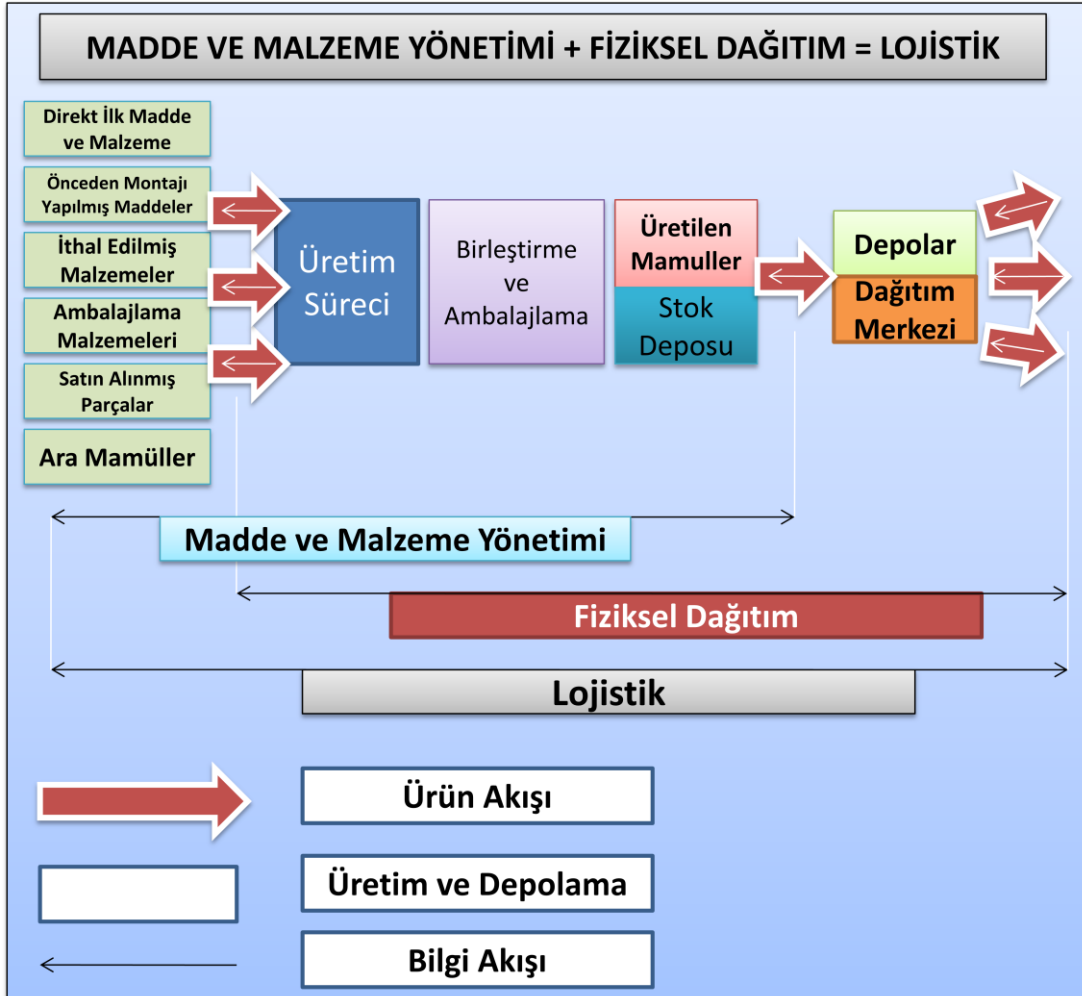 MADDE VE MALZEME YÖNETİMİ + FİZİKSEL DAĞITIM = LOJİSTİK
Direkt İlk Madde
ve Malzeme
Önceden Montajı
Yapılmış Maddeler
İthal Edilmiş
Malzemeler
Ambalajlama
Malzemeleri
Satın Alınmış
Parçalar
Ara Mamüller
Üretim
Süreci
Birleştirme
ve
Ambalajlama
Üretilen
Mamuller
Stok
Deposu
Depolar
Dağıtım
Merkezi
Madde ve Malzeme Yönetimi
Fiziksel Dağıtım
Lojistik
Ürün Akışı
Üretim ve Depolama
Bilgi Akışı